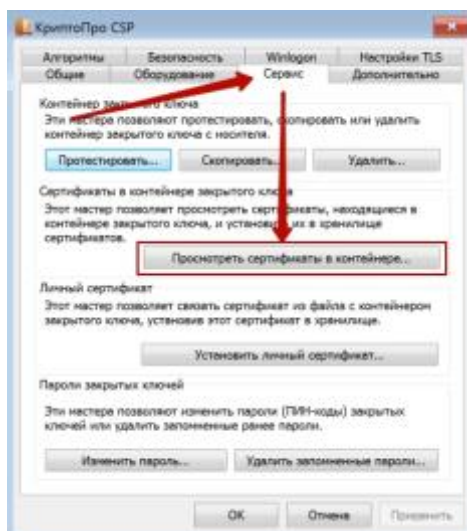 КриптоПро CSP
Алгоритмы Безопасность Winlogon Настройки TLS
Общие Оборудование Сервис Дополнительно
Контейнер закрытого ключа
Эти мастера позволяют протестировать, скопировать или удалить
контейнер закрытого ключа с носителя.
Протестировать... Скопировать... Удалить...
Сертификаты в контейнере закрытого ключа
Этот мастер позволяет просмотреть сертификаты, находящиеся в
контейнере закрытого ключа, и установить их в хранилище
сертификатов.
Просмотреть сертификаты в контейнере...
Личный сертификат
Этот мастер позволяет связать сертификат из файла с контейнером
закрытого ключа, установив этот сертификат в хранилище.
Установить личный сертификат...
Пароли закрытых ключей
Эти мастера позволяют изменить пароли (ПИН-коды) закрытых
ключей или удалить запомненные ранее пароли.
Изменить пароль... Удалить запомненные пароли...
ОК Отмена Применить